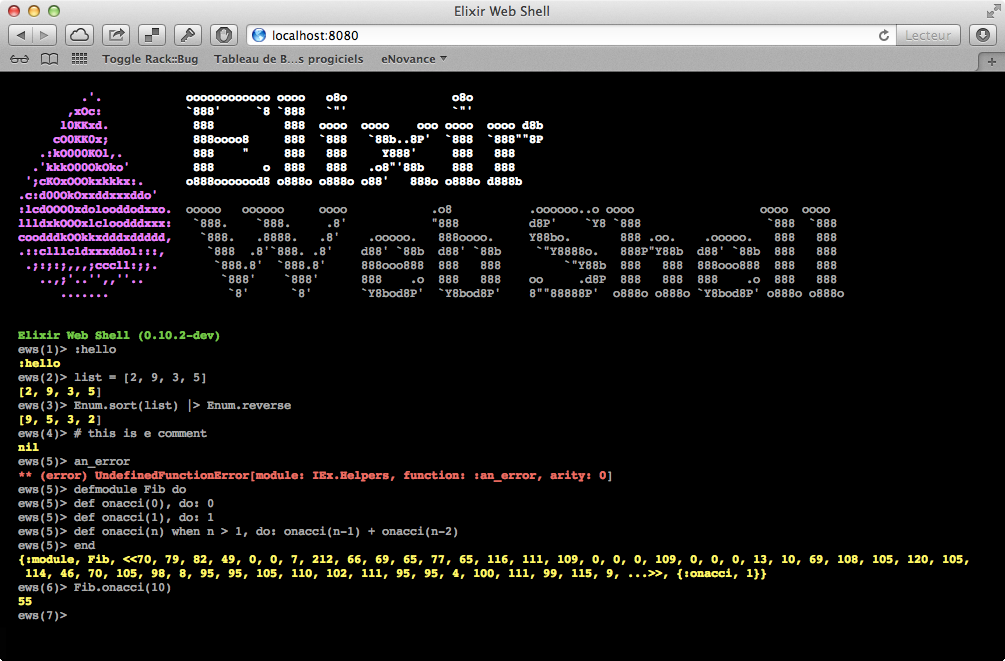 Elixir Web Shell
localhost:8080
Lecteur
Toggle Rack::Bug
Tableau de B...s progiciels
eNovance
Elixir
Web Shell
Elixir Web Shell (0.10.2-dev)
ews(1)> :hello
:hello
ews(2)> list = [2, 9, 3, 5]
[2, 9, 3, 5]
ews(3)> Enum.sort(list) |> Enum.reverse
[9, 5, 3, 2]
ews(4)> # this is e comment
nil
ews(5)> an_error
** (error) UndefinedFunctionError[module: IEx.Helpers, function: :an_error, arity: 0]
ews(5)> defmodule Fib do
ews(5)> def onacci(0), do: 0
ews(5)> def onacci(1), do: 1
ews(5)> def onacci(n) when n > 1, do: onacci(n-1) + onacci(n-2)
ews(5)> end
{:module, Fib, <<70, 79, 82, 49, 0, 0, 7, 212, 66, 69, 65, 77, 65, 116, 111, 109, 0, 0, 0, 109, 0, 0, 0, 13, 10, 69, 108, 105, 120, 105,
114, 46, 70, 105, 98, 8, 95, 95, 105, 110, 102, 111, 95, 95, 4, 100, 111, 99, 115, 9, ...>>, {:onacci, 1}}
ews(6)> Fib.onacci(10)
55
ews(7)>